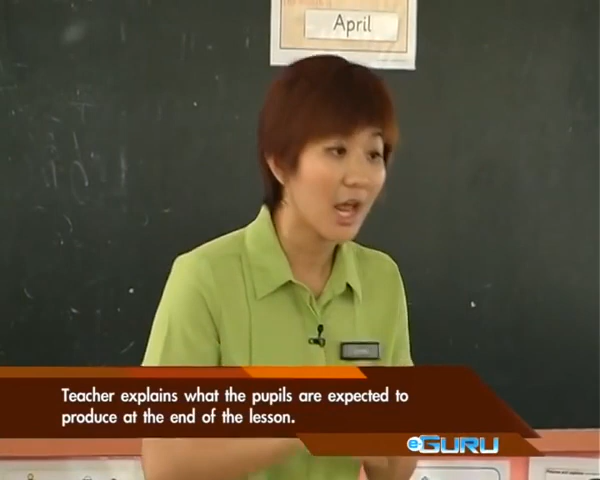 April
Teacher explains what the pupils are expected to
produce at the end of the lesson.
eGURU